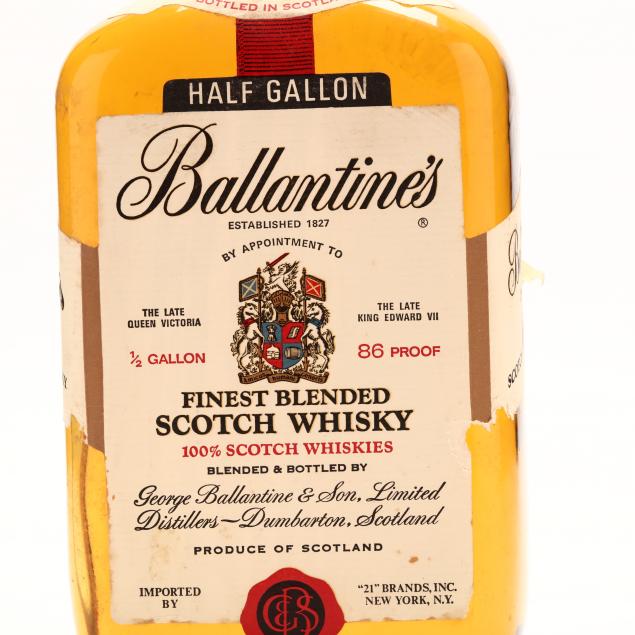 BOTTLED IN SCOTLAND
HALF GALLON
Ballantine's
ESTABLISHED 1827 ®
BY APPOINTMENT TO
THE LATE
QUEEN VICTORIA
THE LATE
KING EDWARD VII
½ GALLON
86 PROOF
FINEST BLENDED
SCOTCH WHISKY
100% SCOTCH WHISKIES
BLENDED & BOTTLED BY
George Ballantine & Son, Limited
Distillers—Dumbarton, Scotland
PRODUCE OF SCOTLAND
IMPORTED
BY
"21" BRANDS, INC.
NEW YORK, N.Y.